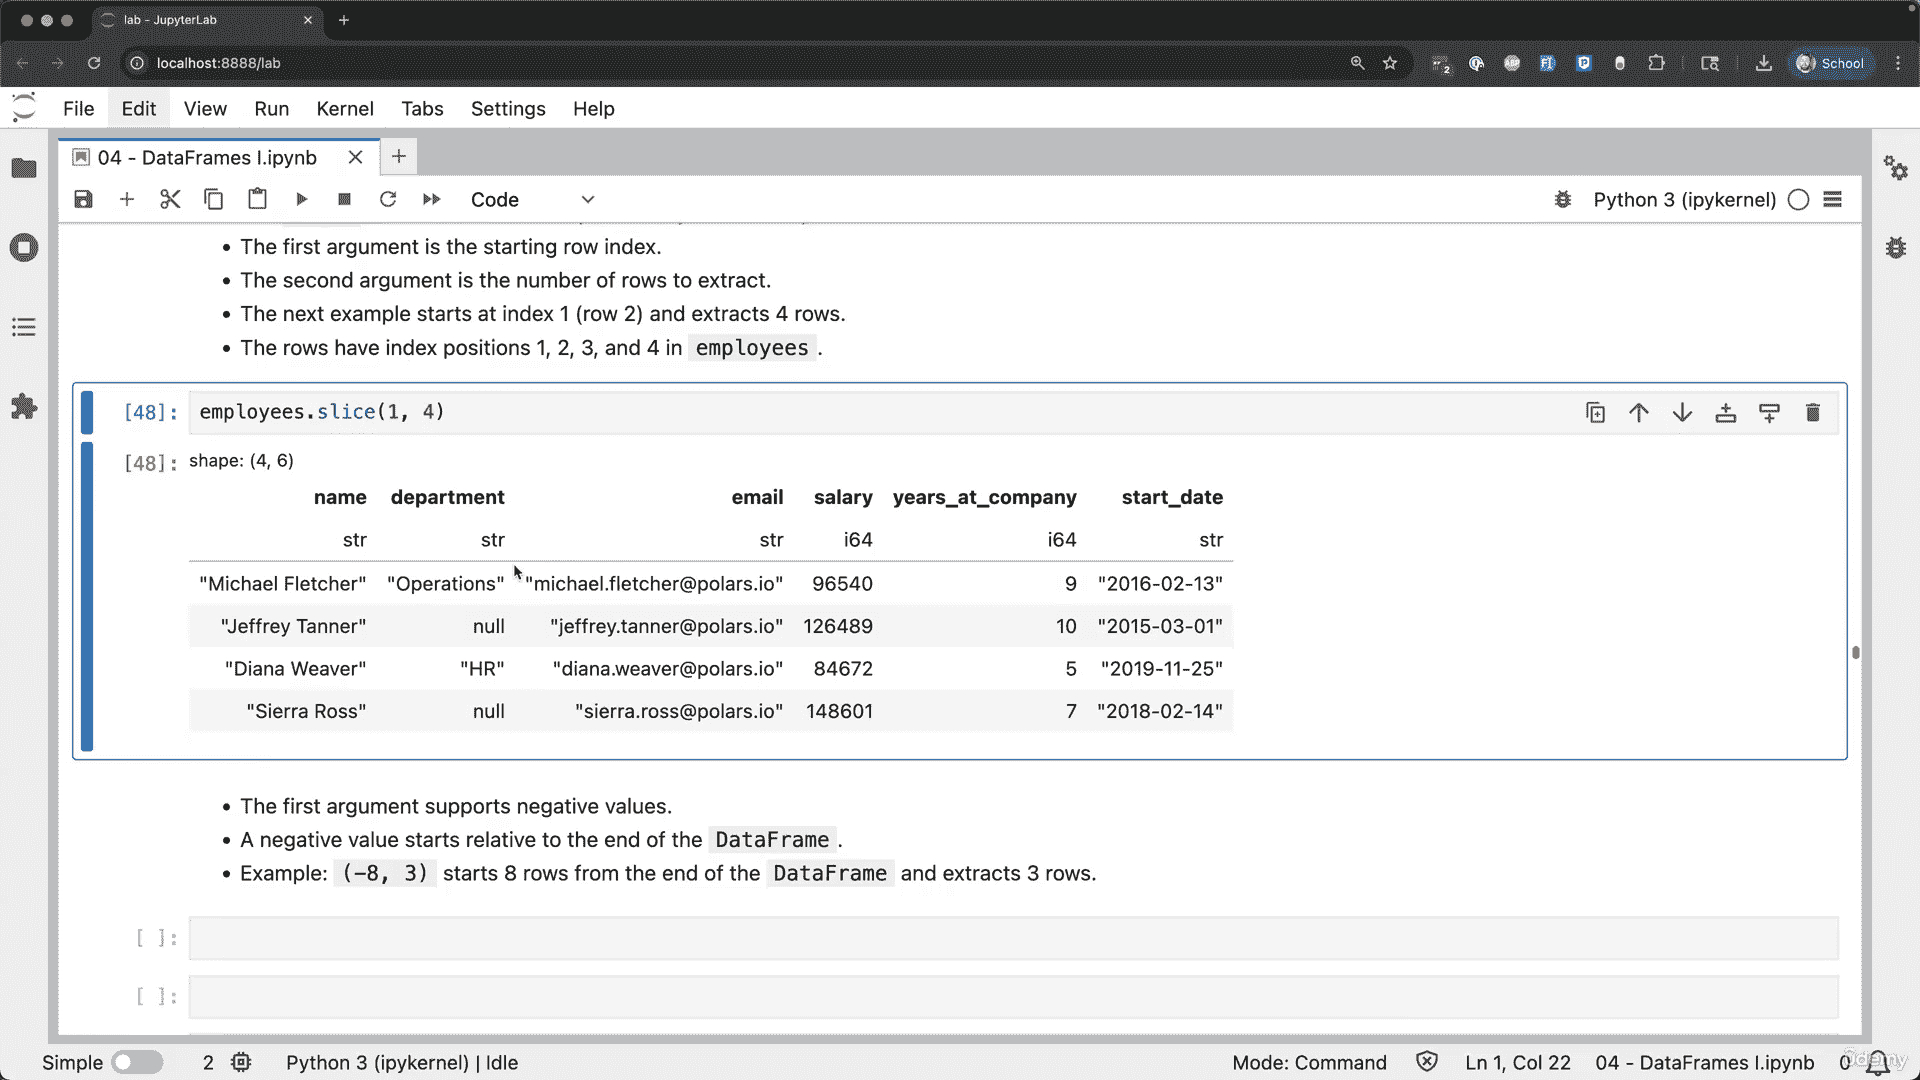 lab - JupyterLab
localhost:8888/lab
2
School
File Edit View Run Kernel Tabs Settings Help
04 - DataFrames I.ipynb
Code
Python 3 (ipykernel)
• The first argument is the starting row index.
• The second argument is the number of rows to extract.
• The next example starts at index 1 (row 2) and extracts 4 rows.
• The rows have index positions 1, 2, 3, and 4 in employees .
[48]: employees.slice(1, 4)
[48]: shape: (4, 6)
name department email salary years_at_company start_date
str str str i64 i64 str
"Michael Fletcher" "Operations" "michael.fletcher@polars.io" 96540 9 "2016-02-13"
"Jeffrey Tanner" null "jeffrey.tanner@polars.io" 126489 10 "2015-03-01"
"Diana Weaver" "HR" "diana.weaver@polars.io" 84672 5 "2019-11-25"
"Sierra Ross" null "sierra.ross@polars.io" 148601 7 "2018-02-14"
• The first argument supports negative values.
• A negative value starts relative to the end of the DataFrame .
• Example: (-8, 3) starts 8 rows from the end of the DataFrame and extracts 3 rows.
[ ]:
[ ]:
Simple 2 Python 3 (ipykernel) | Idle Mode: Command Ln 1, Col 22 04 - DataFrames I.ipynb 0
udemy